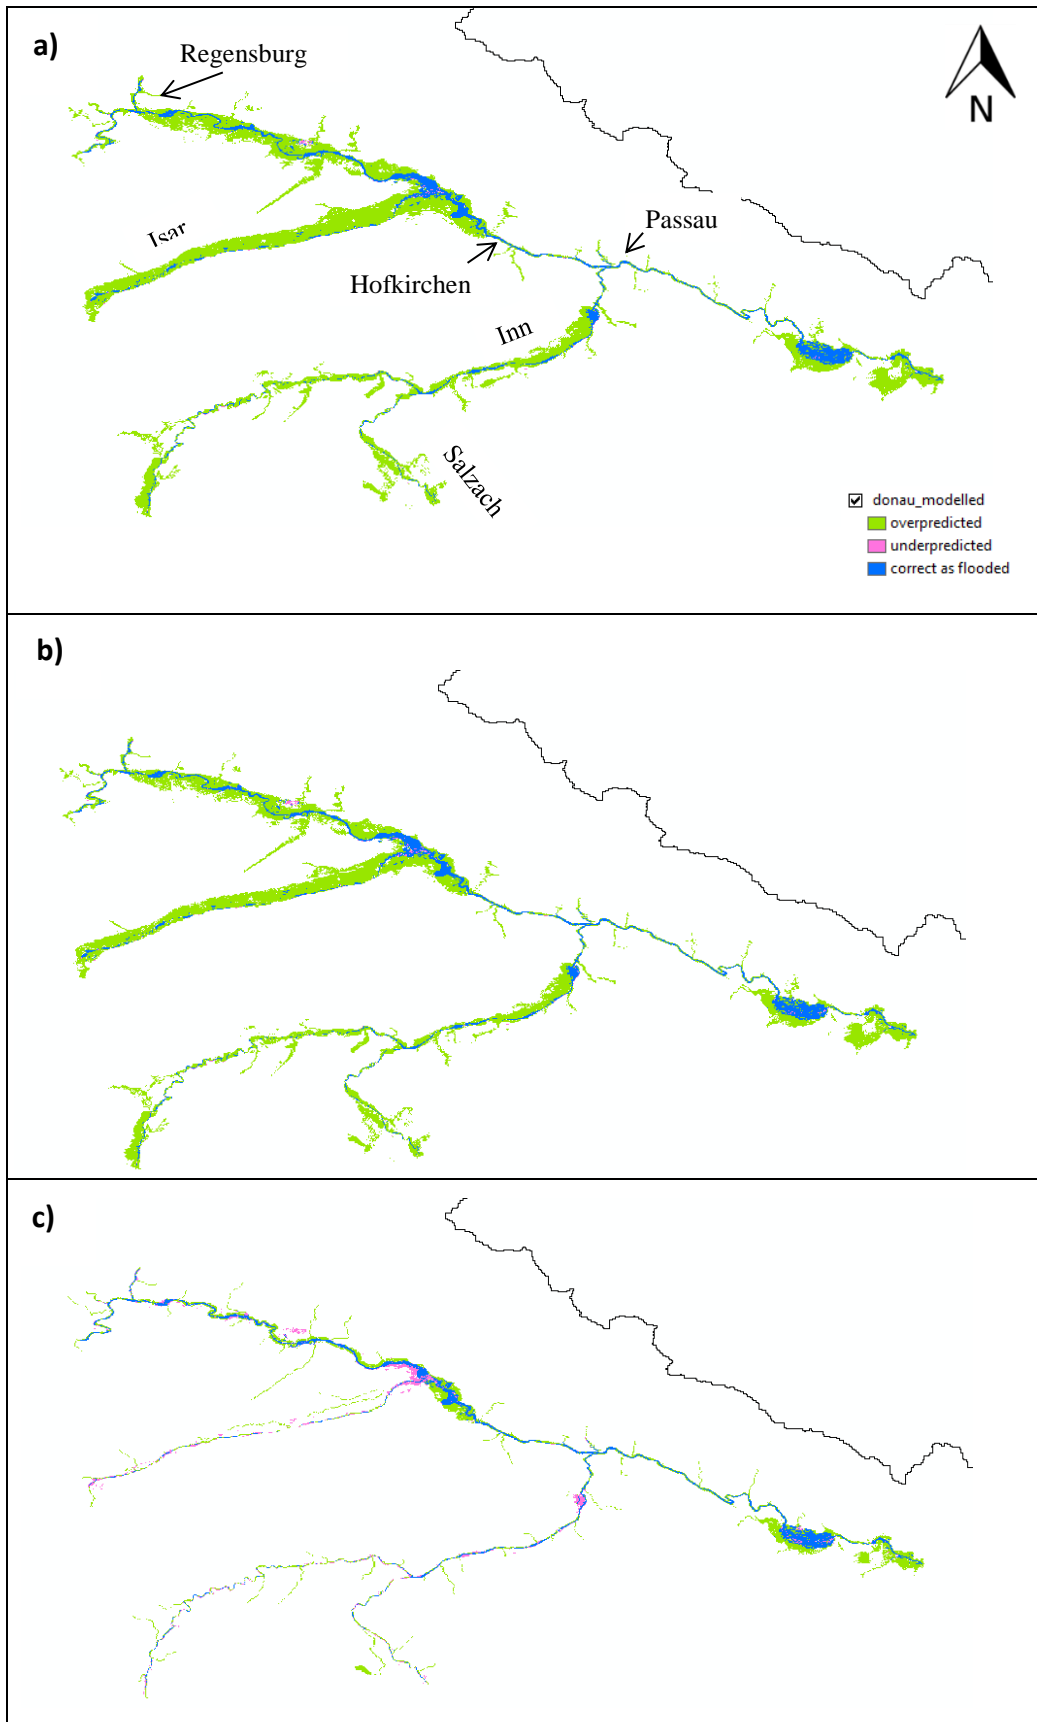 a)
Regensburg
N
Isar
Passau
Hofkirchen
Inn
Salzach
donau_modelled
overpredicted
underpredicted
correct as flooded
b)
c)